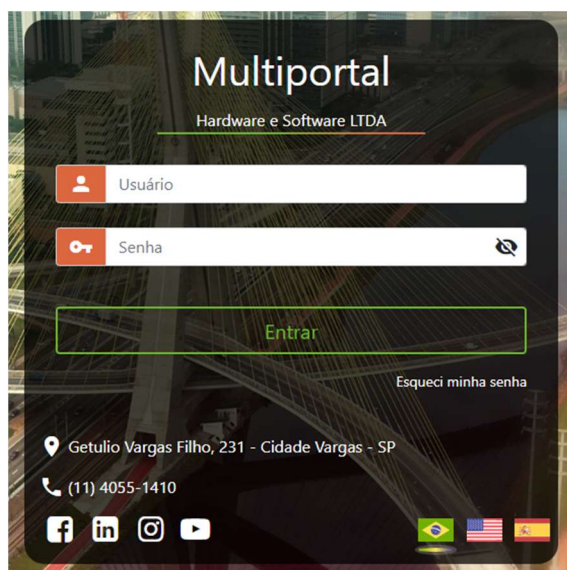 Multiportal
Hardware e Software LTDA
Usuário
Senha
Entrar
Esqueci minha senha
Getulio Vargas Filho, 231 - Cidade Vargas - SP
(11) 4055-1410